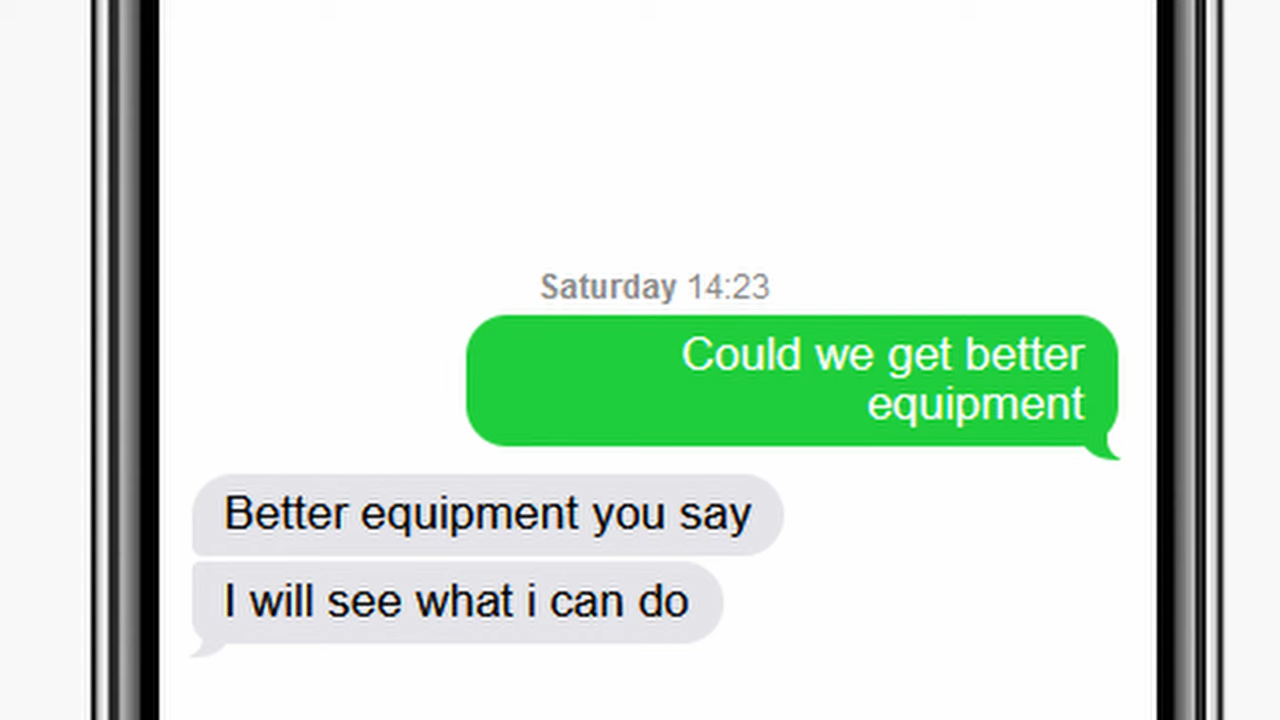 Saturday 14:23
Could we get better
equipment
Better equipment you say
I will see what i can do